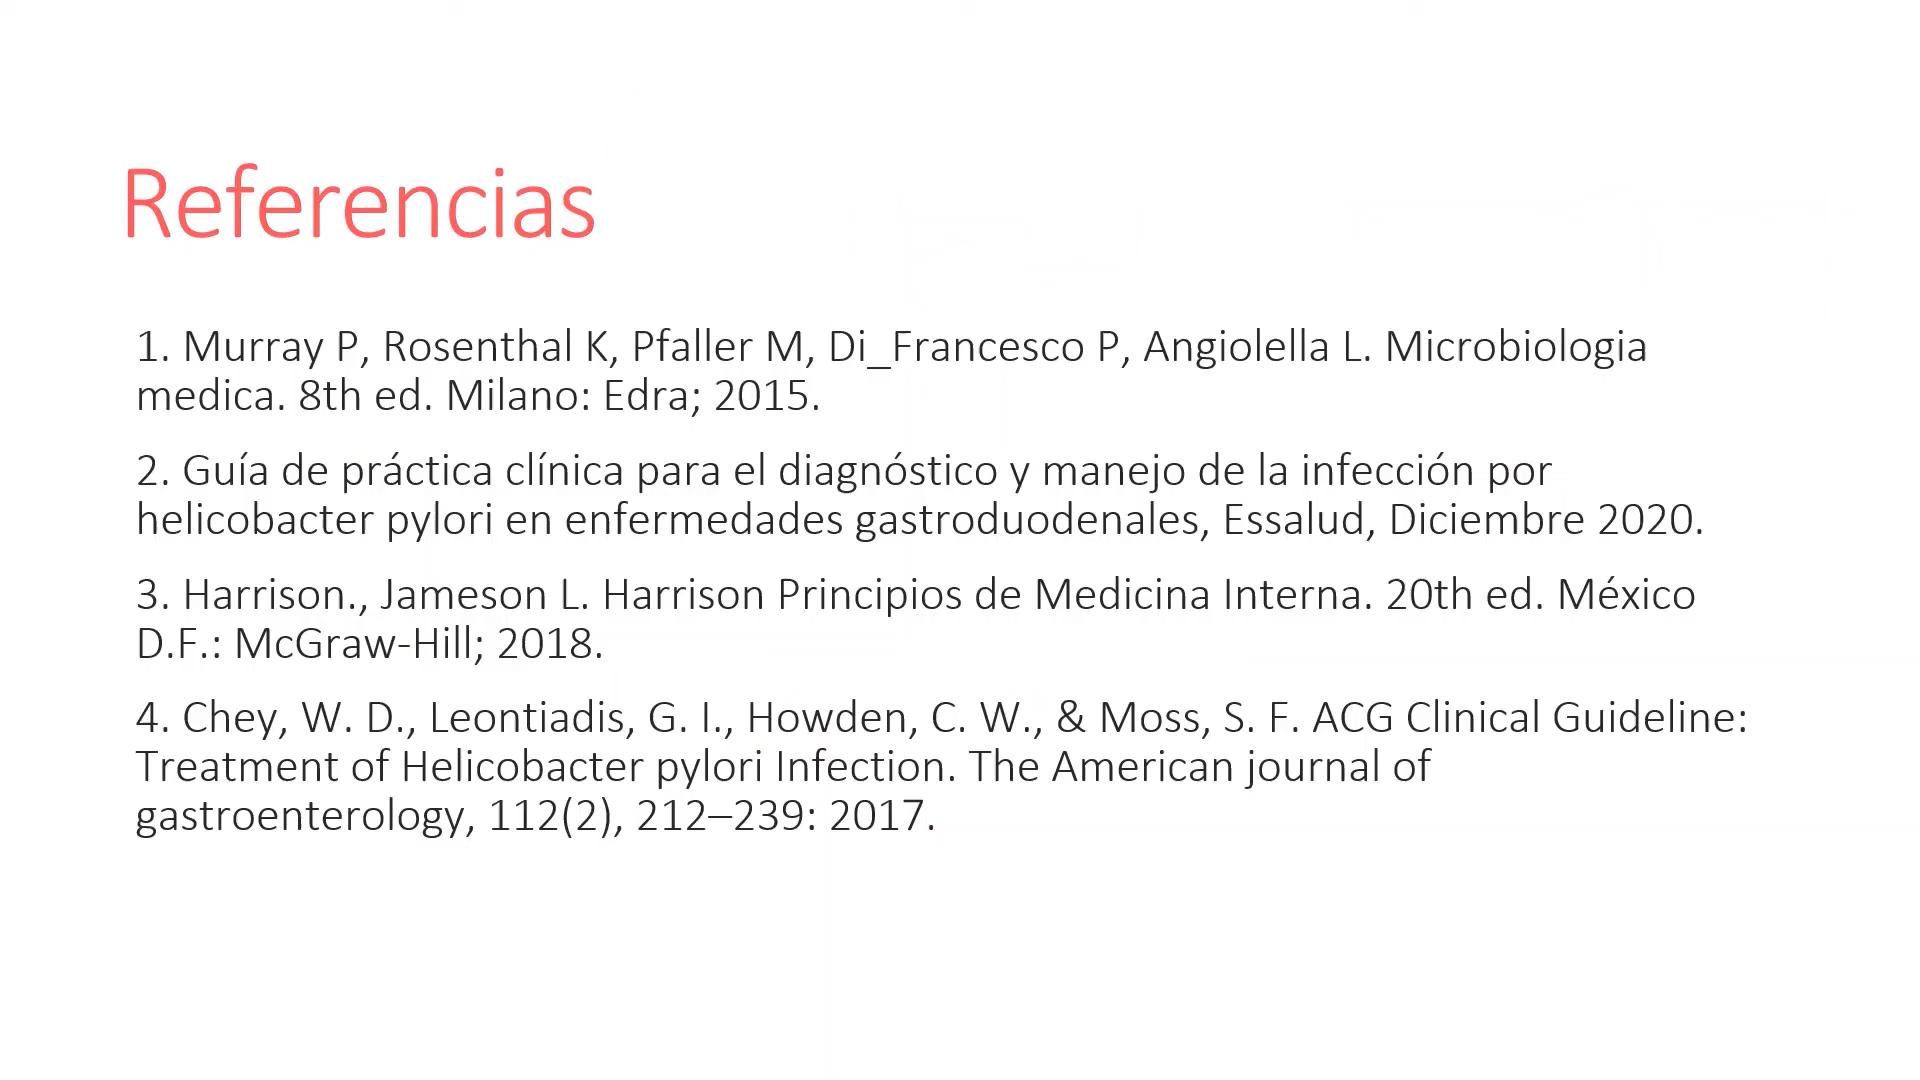 Referencias
1. Murray P, Rosenthal K, Pfaller M, Di_Francesco P, Angiolella L. Microbiologia
medica. 8th ed. Milano: Edra; 2015.
2. Guía de práctica clínica para el diagnóstico y manejo de la infección por
helicobacter pylori en enfermedades gastroduodenales, Essalud, Diciembre 2020.
3. Harrison., Jameson L. Harrison Principios de Medicina Interna. 20th ed. México
D.F.: McGraw-Hill; 2018.
4. Chey, W. D., Leontiadis, G. I., Howden, C. W., & Moss, S. F. ACG Clinical Guideline:
Treatment of Helicobacter pylori Infection. The American journal of
gastroenterology, 112(2), 212–239: 2017.